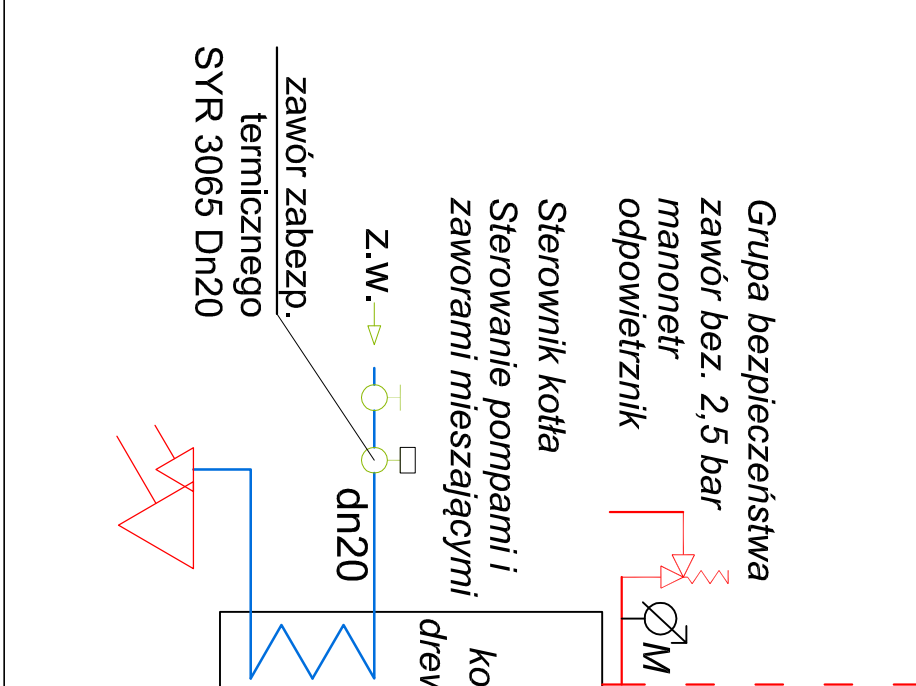 Grupa bezpieczeństwa
zawór bez. 2,5 bar
manonetr
odpowietrznik
Sterownik kotła
Sterowanie pompami i
zaworami mieszającymi
z.w.
zawór zabezp.
termicznego
SYR 3065 Dn20
dn20
M